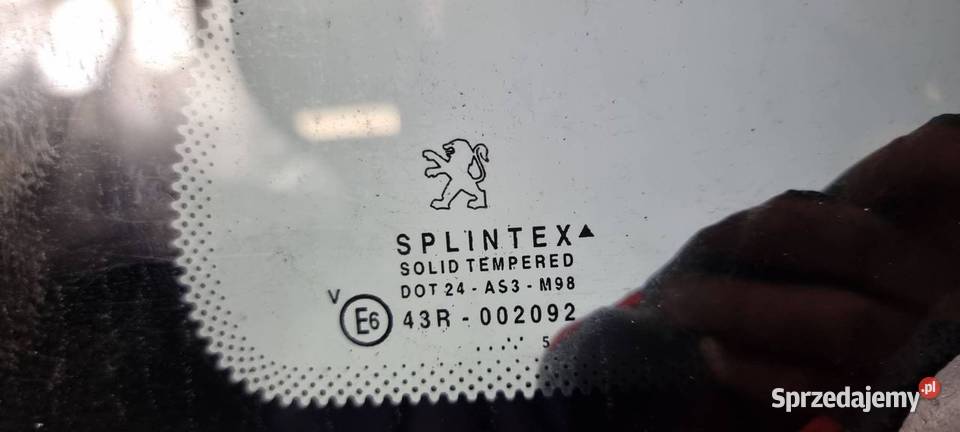 SPLINTEX▲
SOLID TEMPERED
DOT 24 - AS3 - M98
V
E6 43R - 002092
..... 5
Sprzedajemy.pl